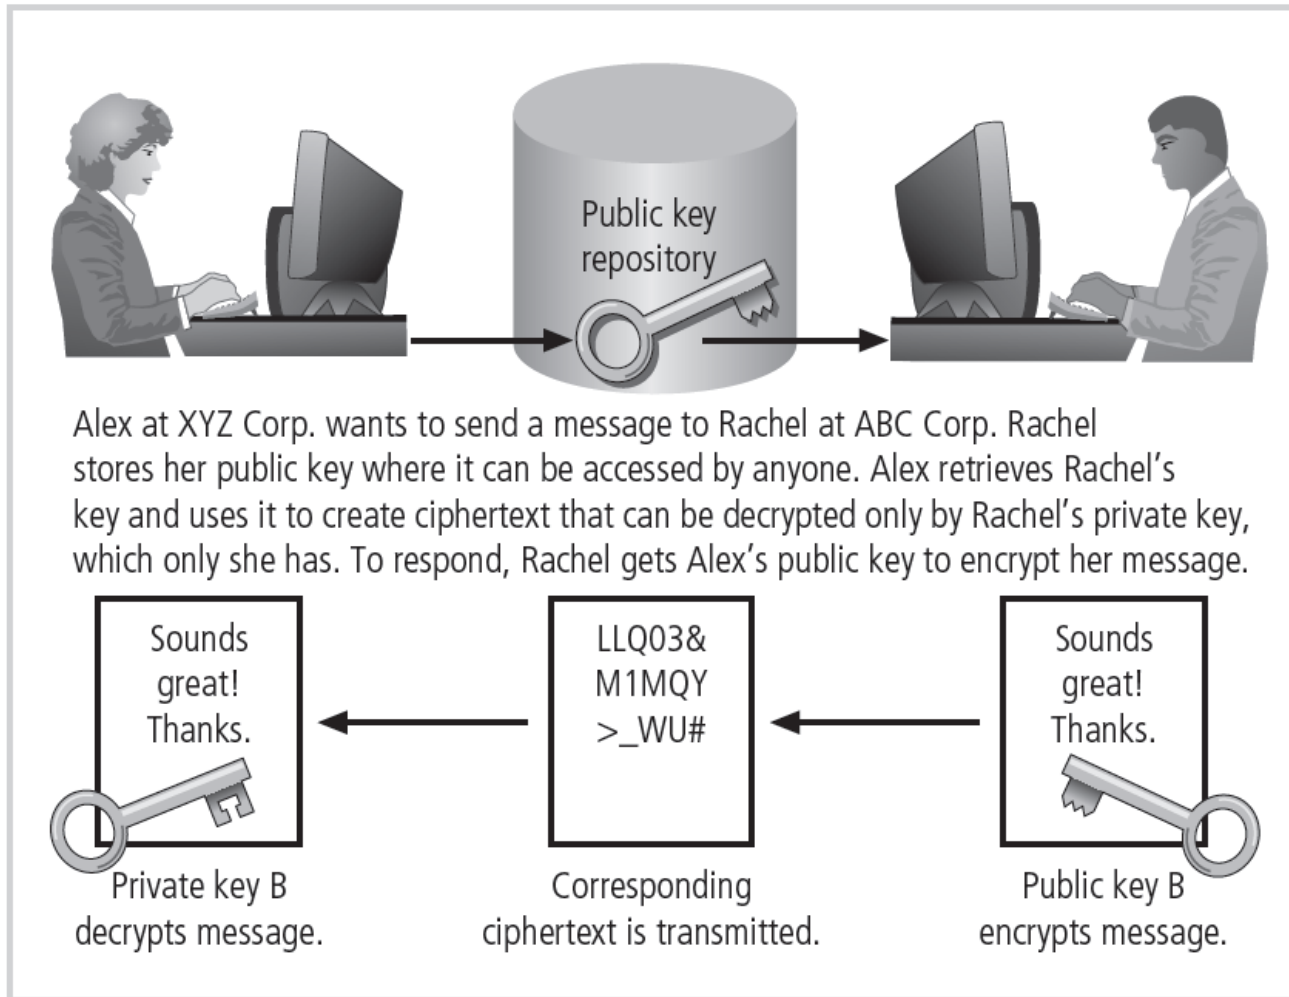 Public key
repository
Alex at XYZ Corp. wants to send a message to Rachel at ABC Corp. Rachel
stores her public key where it can be accessed by anyone. Alex retrieves Rachel’s
key and uses it to create ciphertext that can be decrypted only by Rachel’s private key,
which only she has. To respond, Rachel gets Alex’s public key to encrypt her message.
Sounds
great!
Thanks.
LLQ03&
M1MQY
>_WU#
Sounds
great!
Thanks.
Private key B
decrypts message.
Corresponding
ciphertext is transmitted.
Public key B
encrypts message.